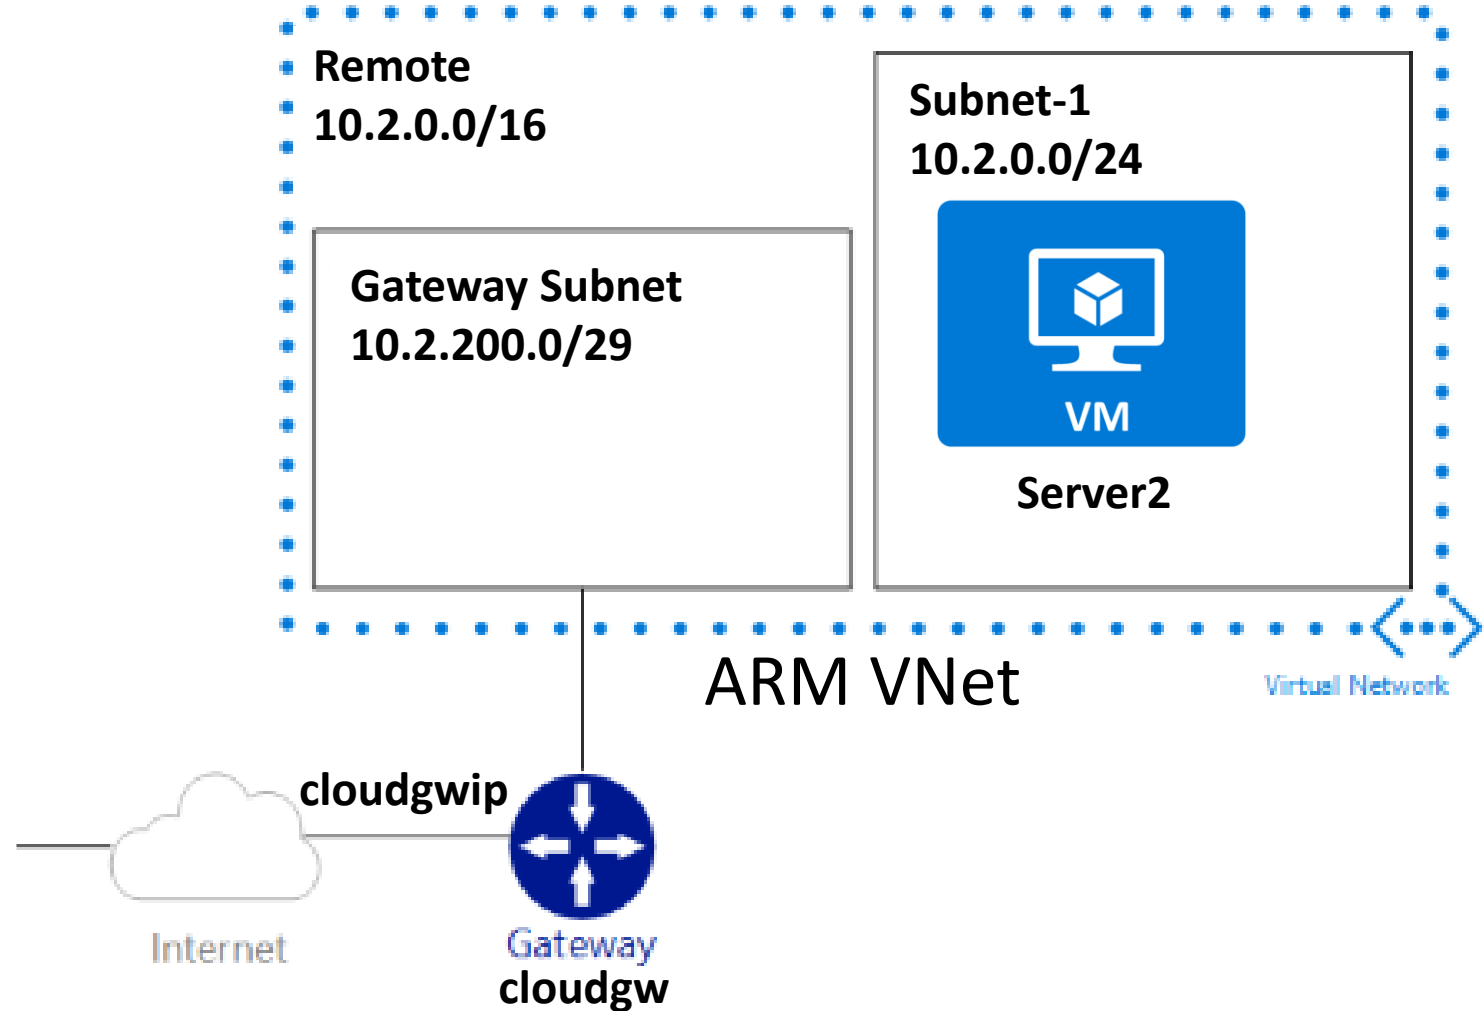 Remote
10.2.0.0/16
Subnet-1
10.2.0.0/24
Gateway Subnet
10.2.200.0/29
VM
Server2
ARM VNet
Virtual Network
cloudgwip
Internet
Gateway
cloudgw